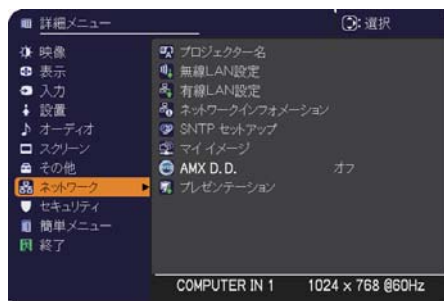 詳細メニュー
:選択
映像
表示
入力
設置
オーディオ
スクリーン
その他
ネットワーク
セキュリティ
簡単メニュー
終了
プロジェクター名
無線LAN設定
有線LAN設定
ネットワークインフォメーション
SNTP セットアップ
マイ イメージ
AMX D.D. オフ
プレゼンテーション
COMPUTER IN 1 1024 x 768 @60Hz